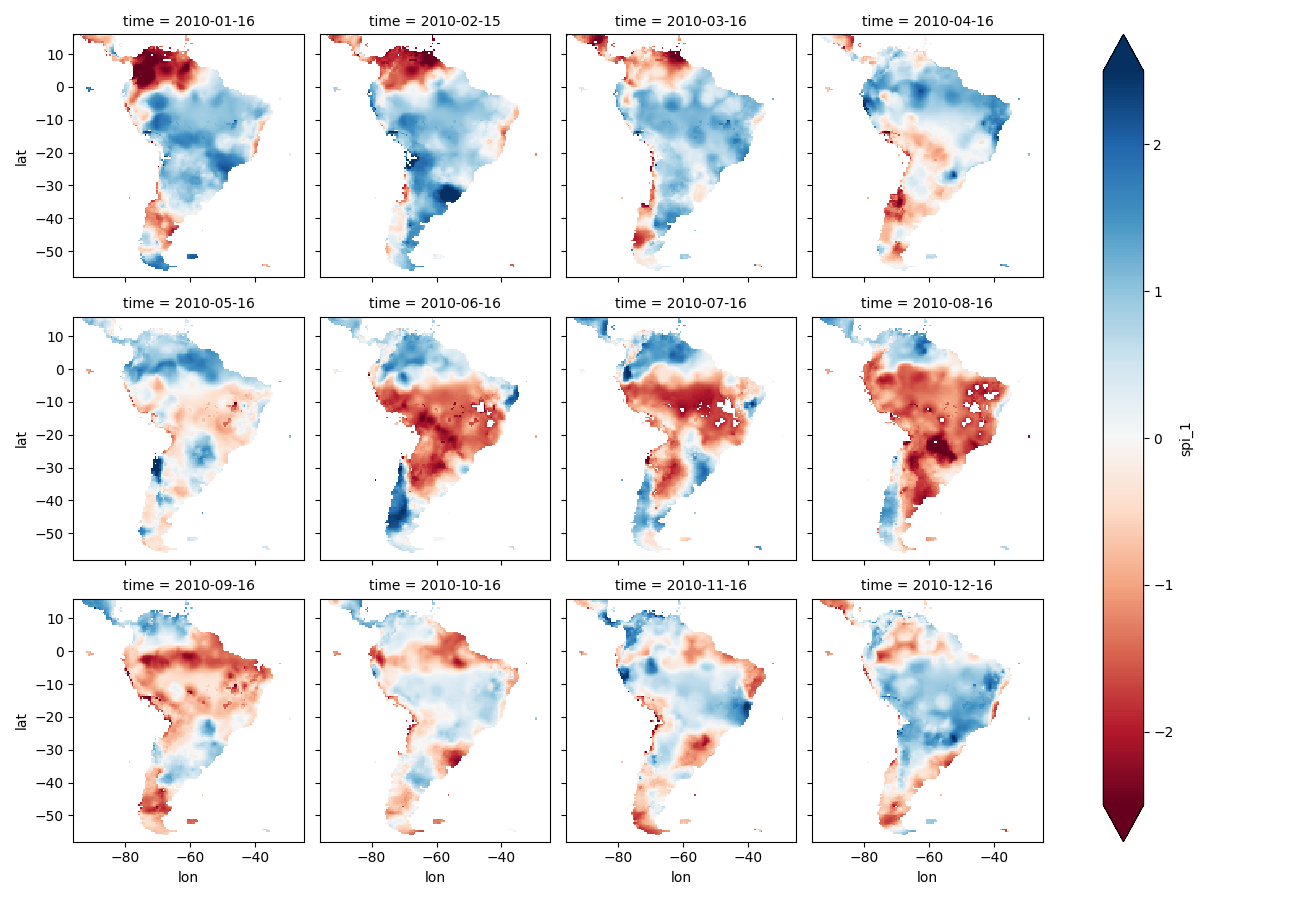 time = 2010-01-16
time = 2010-02-15
time = 2010-03-16
time = 2010-04-16
10
0
−10
−20
−30
−40
−50
lat
time = 2010-05-16
time = 2010-06-16
time = 2010-07-16
time = 2010-08-16
10
0
−10
−20
−30
−40
−50
lat
time = 2010-09-16
time = 2010-10-16
time = 2010-11-16
time = 2010-12-16
10
0
−10
−20
−30
−40
−50
lat
−80 −60 −40
−80 −60 −40
−80 −60 −40
−80 −60 −40
lon
lon
lon
lon
2
1
0
−1
−2
spi_1